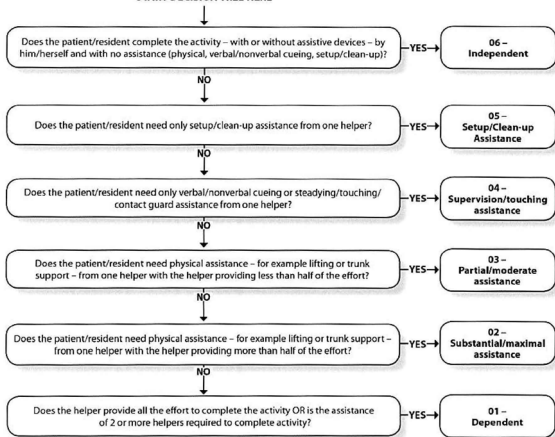 Does the patient/resident complete the activity – with or without assistive devices – by
him/herself and with no assistance (physical, verbal/nonverbal cueing, setup/clean-up)?
YES
06 –
Independent
NO
Does the patient/resident need only setup/clean-up assistance from one helper?
YES
05 –
Setup/Clean-up
Assistance
NO
Does the patient/resident need only verbal/nonverbal cueing or steadying/touching/
contact guard assistance from one helper?
YES
04 –
Supervision/touching
assistance
NO
Does the patient/resident need physical assistance – for example lifting or trunk
support – from one helper with the helper providing less than half of the effort?
YES
03 –
Partial/moderate
assistance
NO
Does the patient/resident need physical assistance – for example lifting or trunk support –
from one helper with the helper providing more than half of the effort?
YES
02 –
Substantial/maximal
assistance
NO
Does the helper provide all the effort to complete the activity OR is the assistance
of 2 or more helpers required to complete activity?
YES
01 –
Dependent